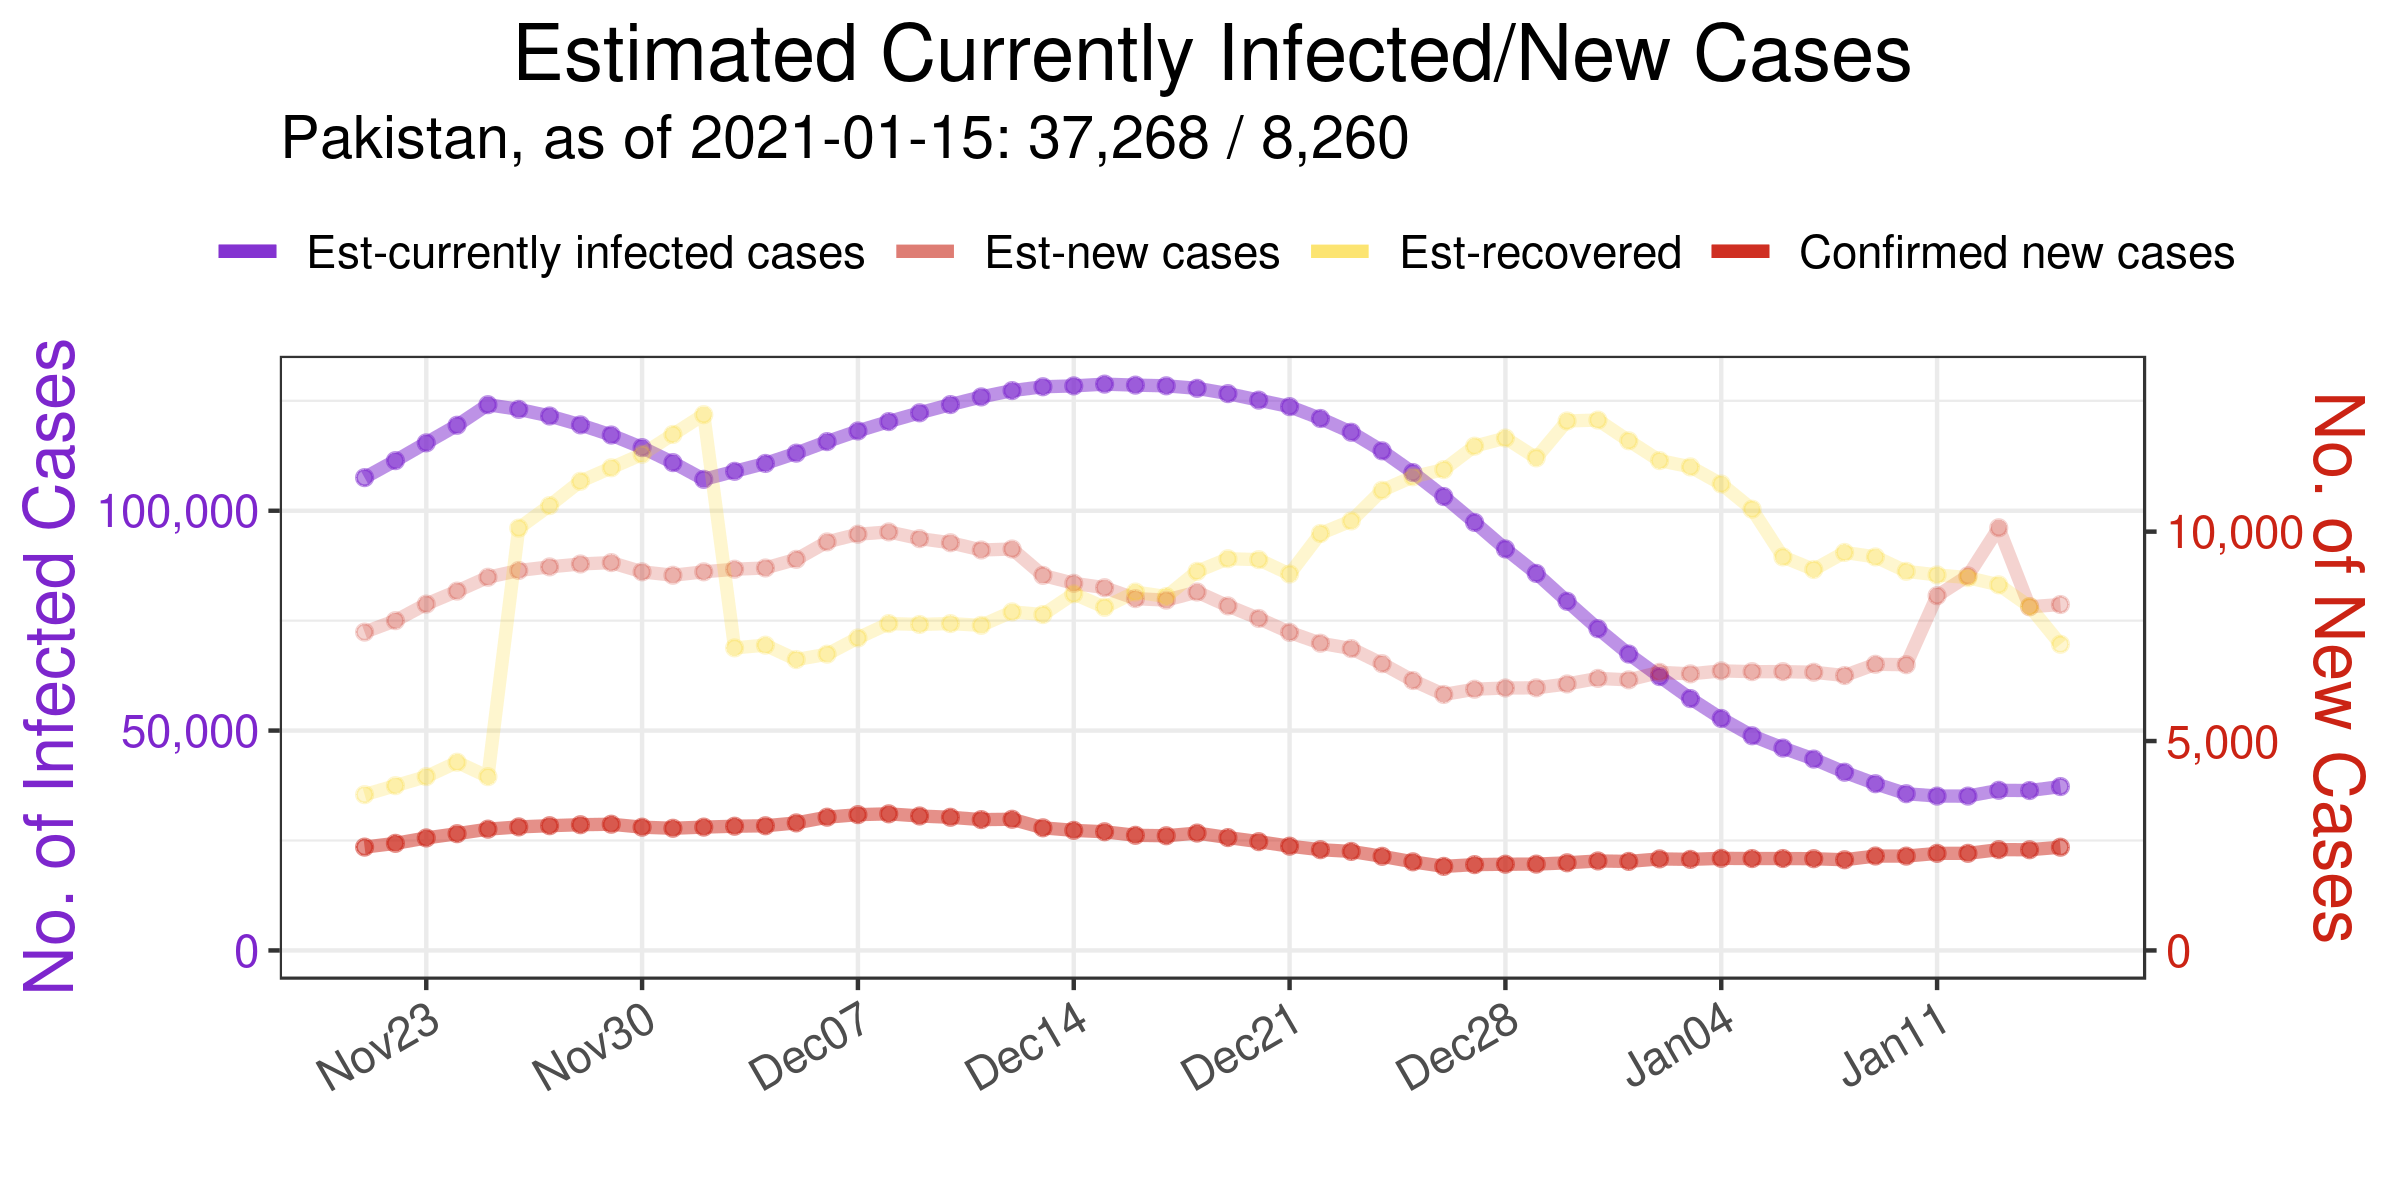 Estimated Currently Infected/New Cases
Pakistan, as of 2021-01-15: 37,268 / 8,260
Est-currently infected cases
Est-new cases
Est-recovered
Confirmed new cases
No. of Infected Cases
100,000
50,000
0
No. of New Cases
10,000
5,000
0
Nov23
Nov30
Dec07
Dec14
Dec21
Dec28
Jan04
Jan11